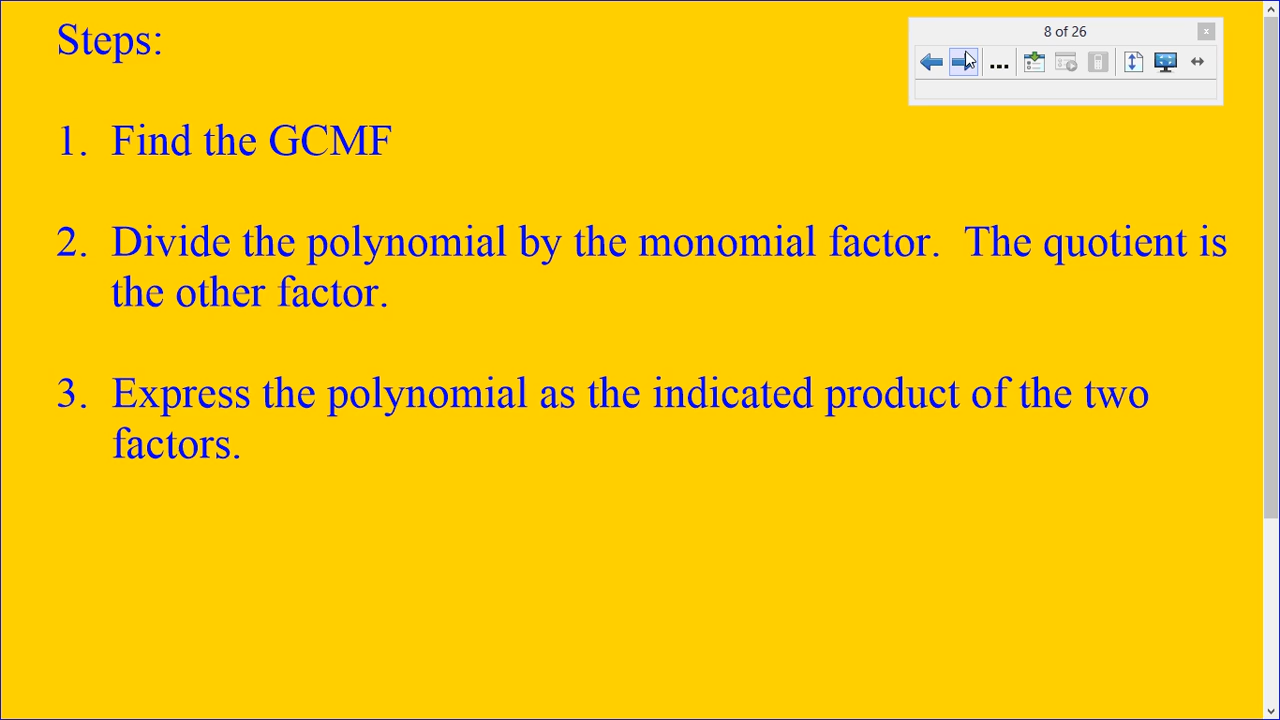 Steps:
8 of 26
1. Find the GCMF
2. Divide the polynomial by the monomial factor. The quotient is
the other factor.
3. Express the polynomial as the indicated product of the two
factors.